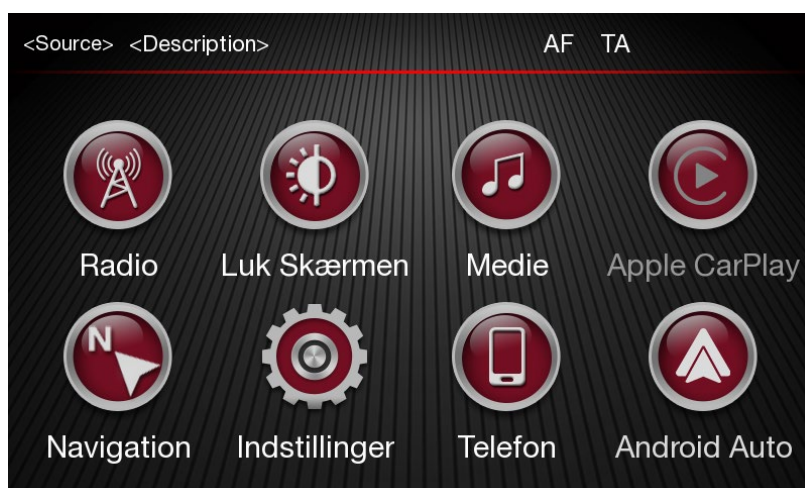 <Source> <Description> AF TA
Radio Luk Skærmen Medie Apple CarPlay
N
Navigation Indstillinger Telefon Android Auto